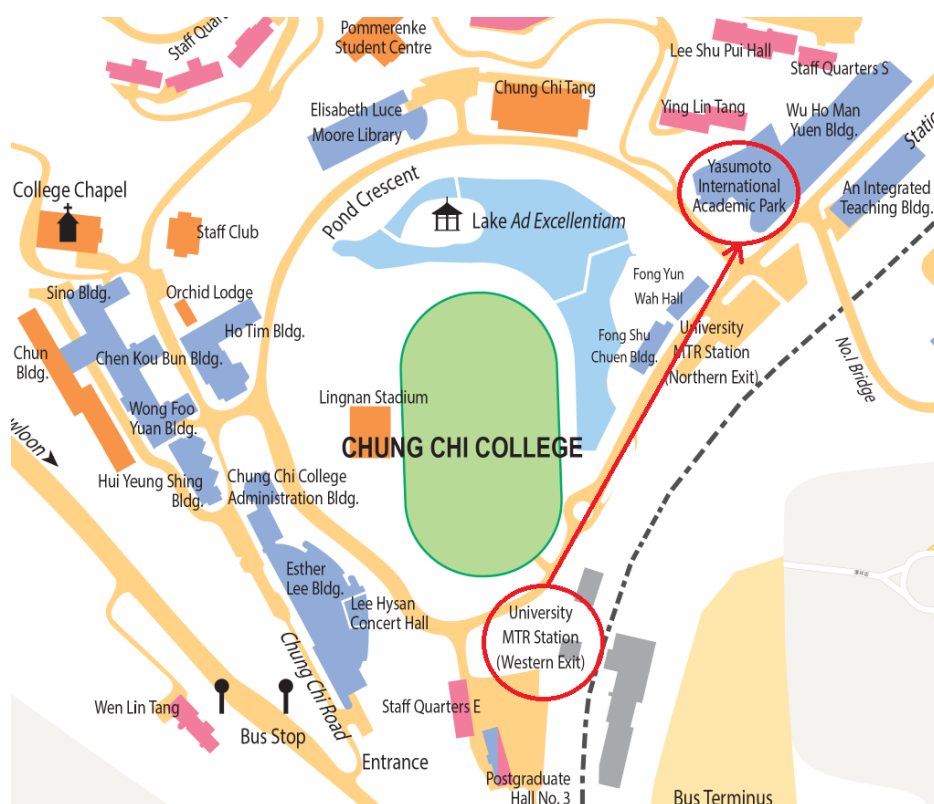 Staff Quar
Pommerenke
Student Centre
Lee Shu Pui Hall
Staff Quarters S
Chung Chi Tang
Elisabeth Luce
Moore Library
Ying Lin Tang
Wu Ho Man
Yuen Bldg.
Statio
Yasumoto
International
Academic Park
An Integrated
Teaching Bldg.
College Chapel
Pond Crescent
Staff Club
Lake Ad Excellentiam
Fong Yun
Wah Hall
Sino Bldg.
Orchid Lodge
Ho Tim Bldg.
Fong Shu
Chuen Bldg.
University
MTR Station
(Northern Exit)
No.1 Bridge
Chun
Bldg.
Chen Kou Bun Bldg.
Lingnan Stadium
Wong Foo
Yuan Bldg.
CHUNG CHI COLLEGE
wloon
Hui Yeung Shing
Bldg.
Chung Chi College
Administration Bldg.
Esther
Lee Bldg.
Lee Hysan
Concert Hall
University
MTR Station
(Western Exit)
Chung Chi Road
Wen Lin Tang
Bus Stop
Staff Quarters E
Entrance
Postgraduate
Hall No. 3
Bus Terminus